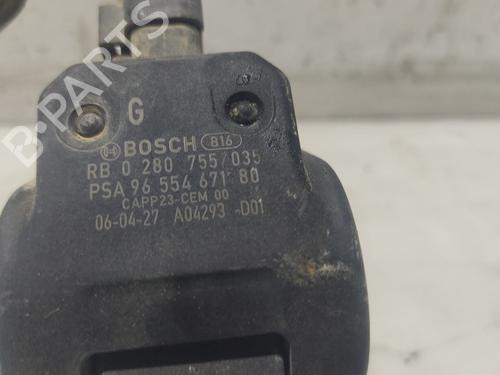 B-PARTS
G
BOSCH 816
RB 0 280 755/035
PSA 96 554 671 80
CAPP23-CEM 00
06-04-27 A04293 -D01